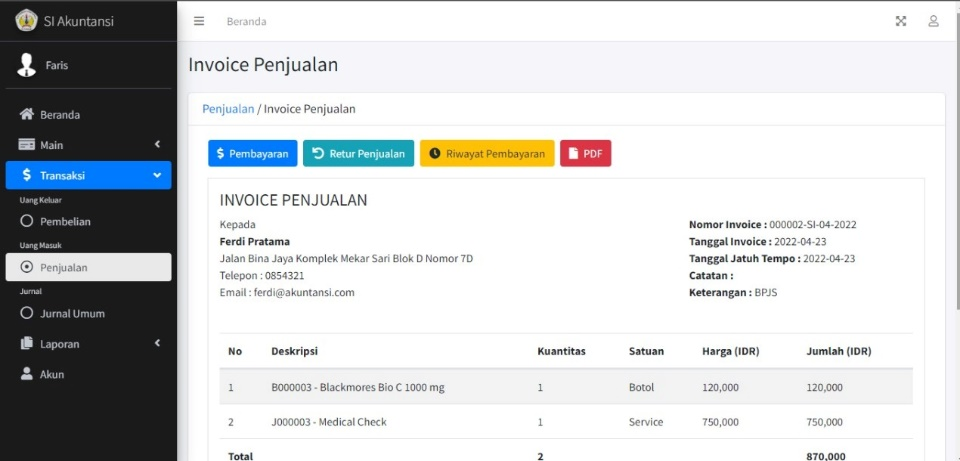 SI Akuntansi
Beranda
Faris
Invoice Penjualan
Penjualan / Invoice Penjualan
Beranda
Main
Transaksi
Uang Keluar
Pembelian
Uang Masuk
Penjualan
Jurnal
Jurnal Umum
Laporan
Akun
$ Pembayaran
Retur Penjualan
Riwayat Pembayaran
PDF
INVOICE PENJUALAN
Kepada
Ferdi Pratama
Jalan Bina Jaya Komplek Mekar Sari Blok D Nomor 7D
Telepon : 0854321
Email : ferdi@akuntansi.com
Nomor Invoice : 000002-SI-04-2022
Tanggal Invoice : 2022-04-23
Tanggal Jatuh Tempo : 2022-04-23
Catatan :
Keterangan : BPJS
No Deskripsi Kuantitas Satuan Harga (IDR) Jumlah (IDR)
1 B000003 - Blackmores Bio C 1000 mg 1 Botol 120,000 120,000
2 J000003 - Medical Check 1 Service 750,000 750,000
Total 2 870,000